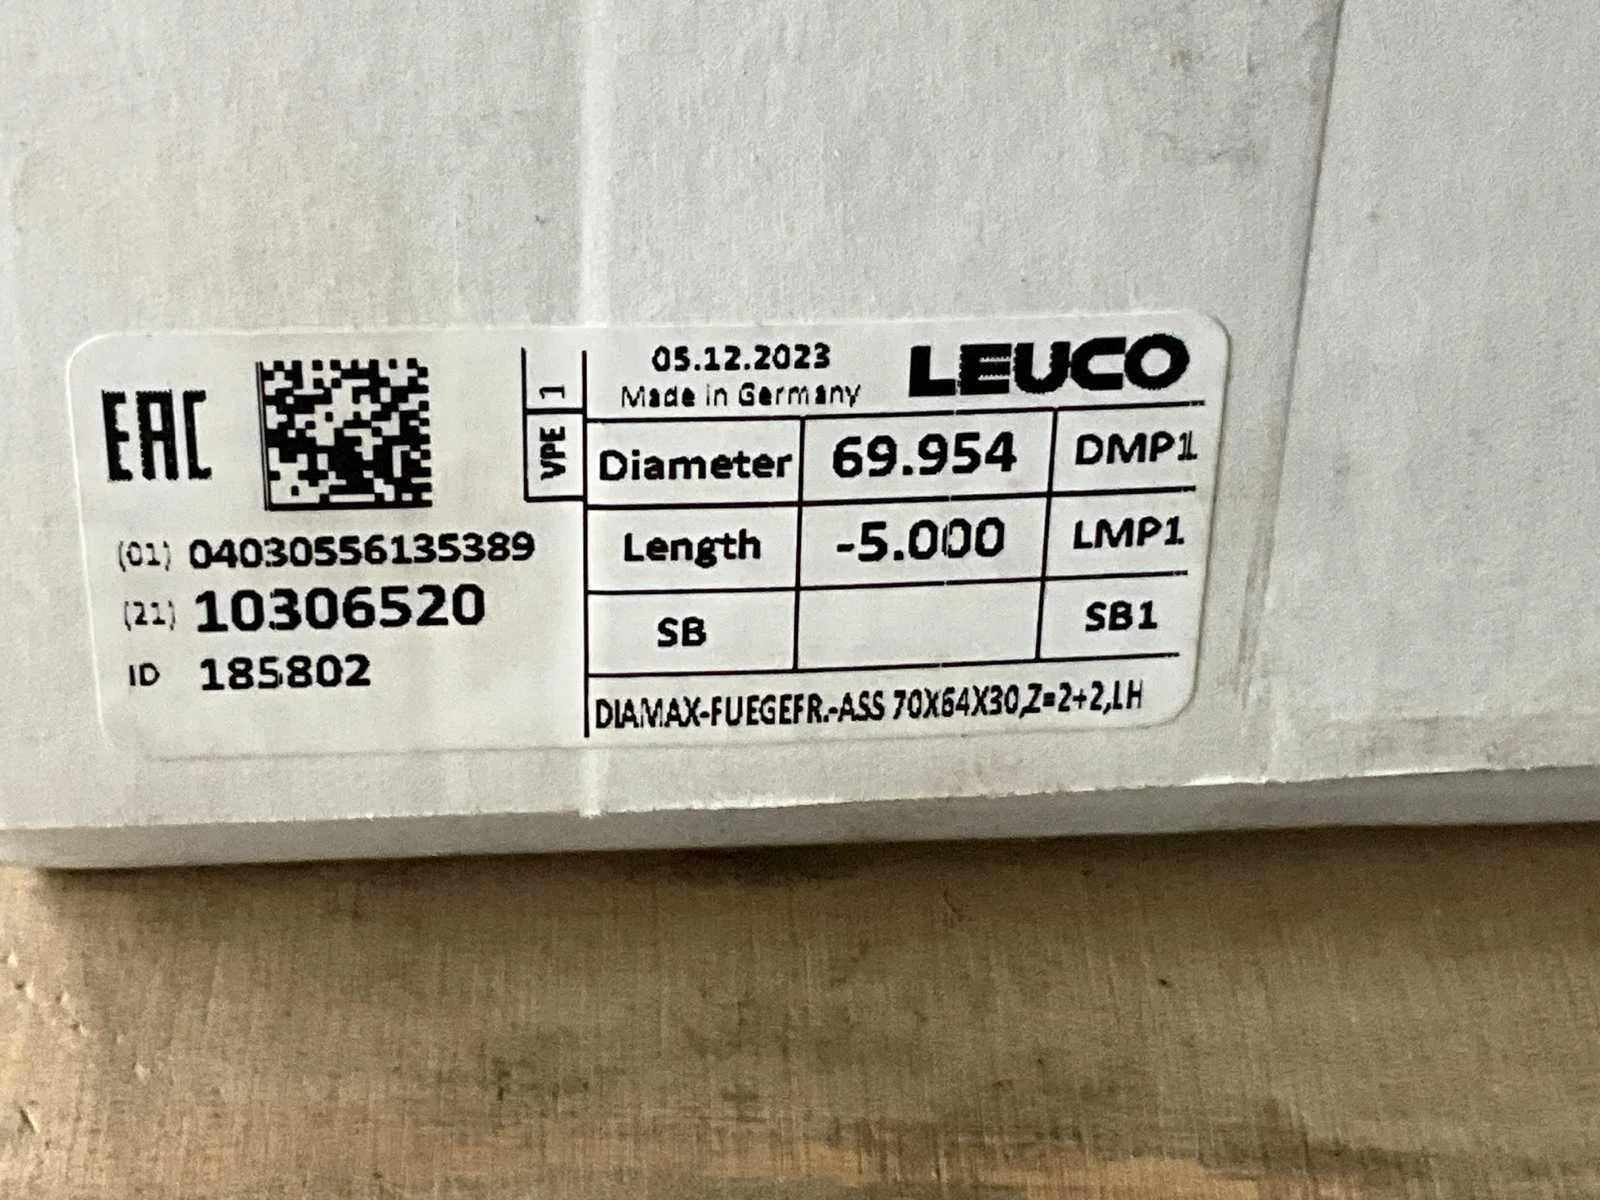 EAC
(01) 04030556135389
(21) 10306520
ID 185802
VPE 1
05.12.2023
Made in Germany
LEUCO
Diameter 69.954 DMP1
Length -5.000 LMP1
SB SB1
DIAMAX-FUEGEFR.-ASS 70X64X30,Z=2+2,LH